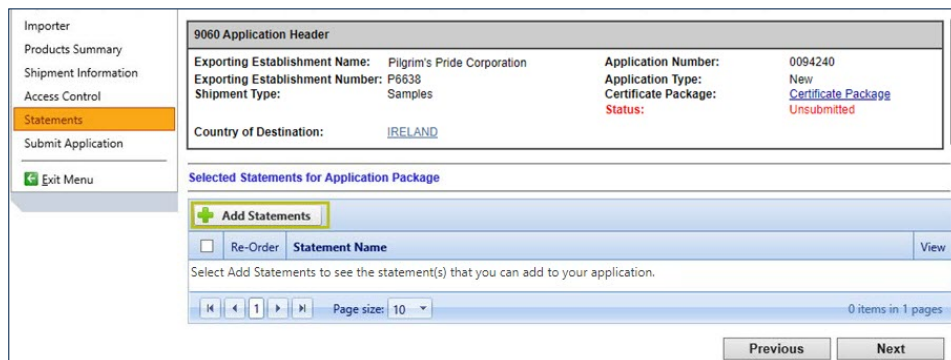 Importer
Products Summary
Shipment Information
Access Control
Statements
Submit Application
Exit Menu
9060 Application Header
Exporting Establishment Name: Pilgrim's Pride Corporation Application Number: 0094240
Exporting Establishment Number: P6638 Application Type: New
Shipment Type: Samples Certificate Package: Certificate Package
Status: Unsubmitted
Country of Destination: IRELAND
Selected Statements for Application Package
Add Statements
Re-Order Statement Name View
Select Add Statements to see the statement(s) that you can add to your application.
1 Page size: 10 0 items in 1 pages
Previous Next